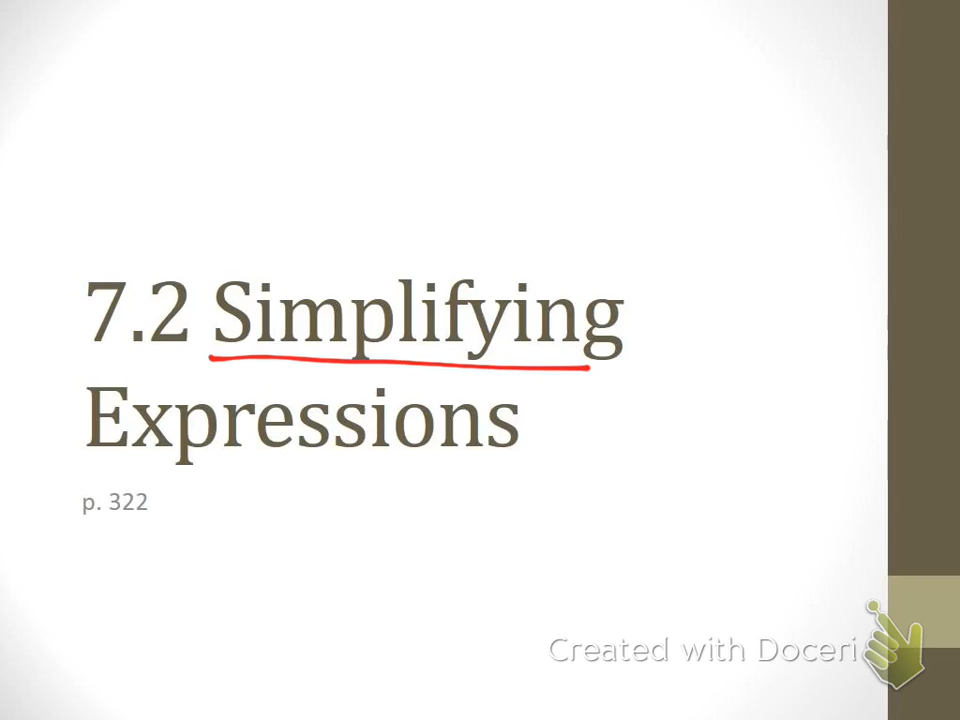 7.2 Simplifying
Expressions
p. 322
Created with Doceri